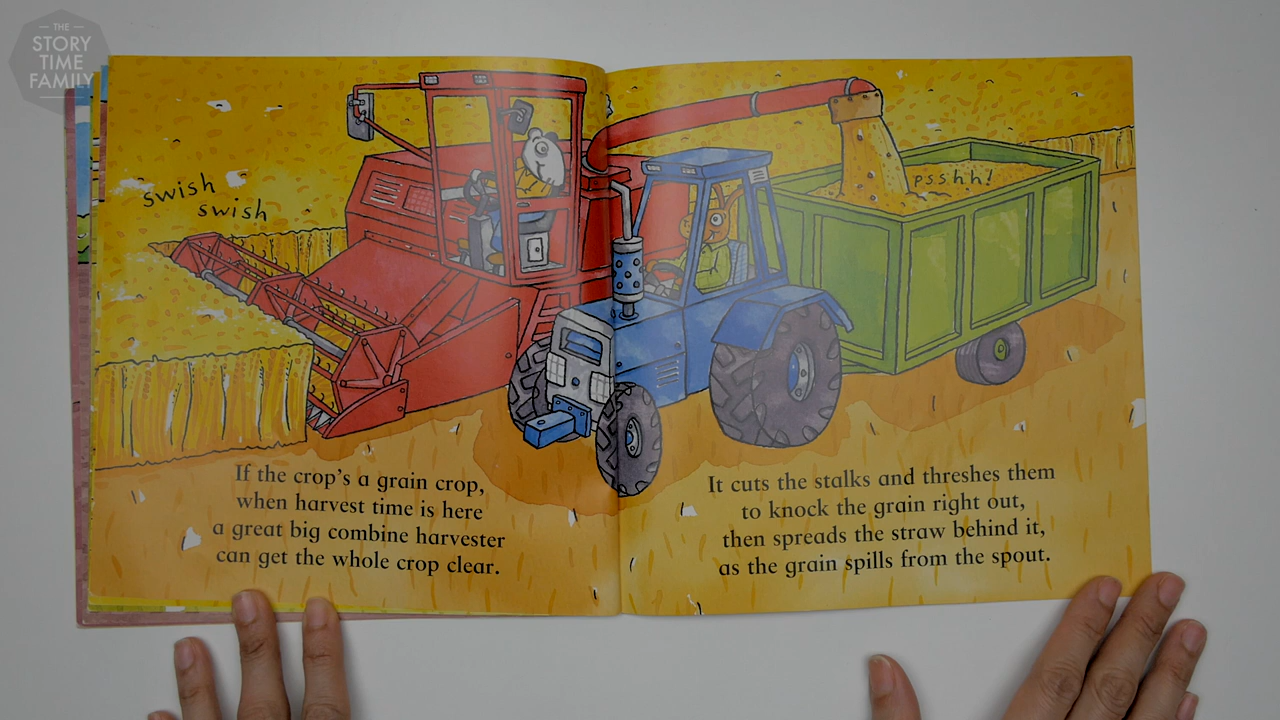 THE
STORY
TIME
FAMILY
swish
swish
psshh!
If the crop's a grain crop,
when harvest time is here
a great big combine harvester
can get the whole crop clear.
It cuts the stalks and threshes them
to knock the grain right out,
then spreads the straw behind it,
as the grain spills from the spout.